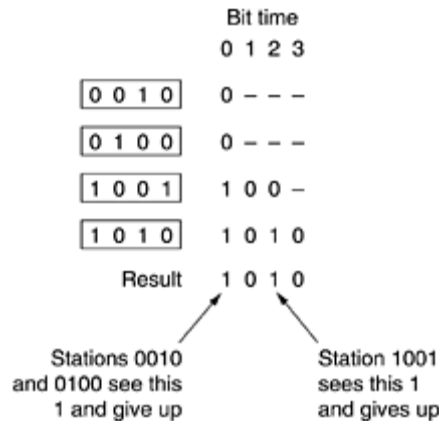 Bit time
0 1 2 3
0 0 1 0 0 – – –
0 1 0 0 0 – – –
1 0 0 1 1 0 0 –
1 0 1 0 1 0 1 0
Result 1 0 1 0
Stations 0010
and 0100 see this
1 and give up
Station 1001
sees this 1
and gives up